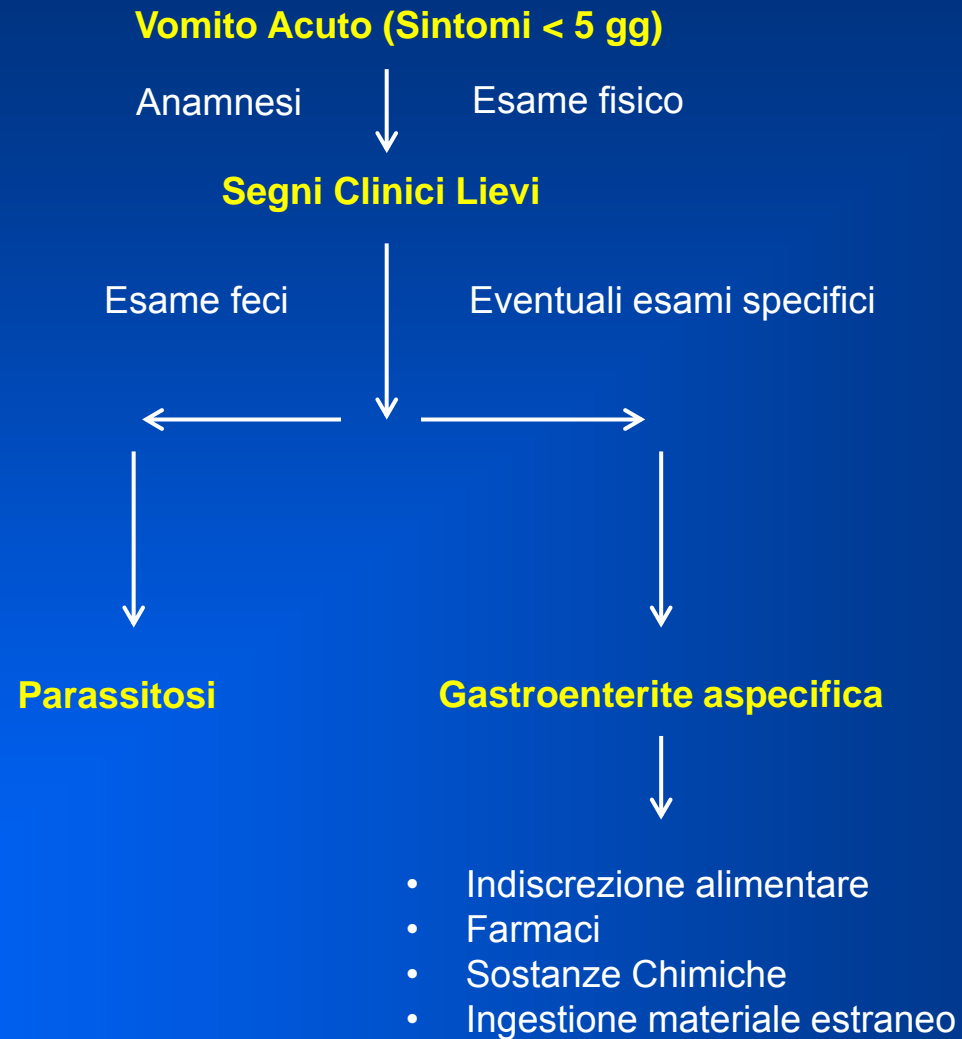 Vomito Acuto (Sintomi < 5 gg)
Anamnesi
Esame fisico
Segni Clinici Lievi
Esame feci
Eventuali esami specifici
Parassitosi
Gastroenterite aspecifica
• Indiscrezione alimentare
• Farmaci
• Sostanze Chimiche
• Ingestione materiale estraneo